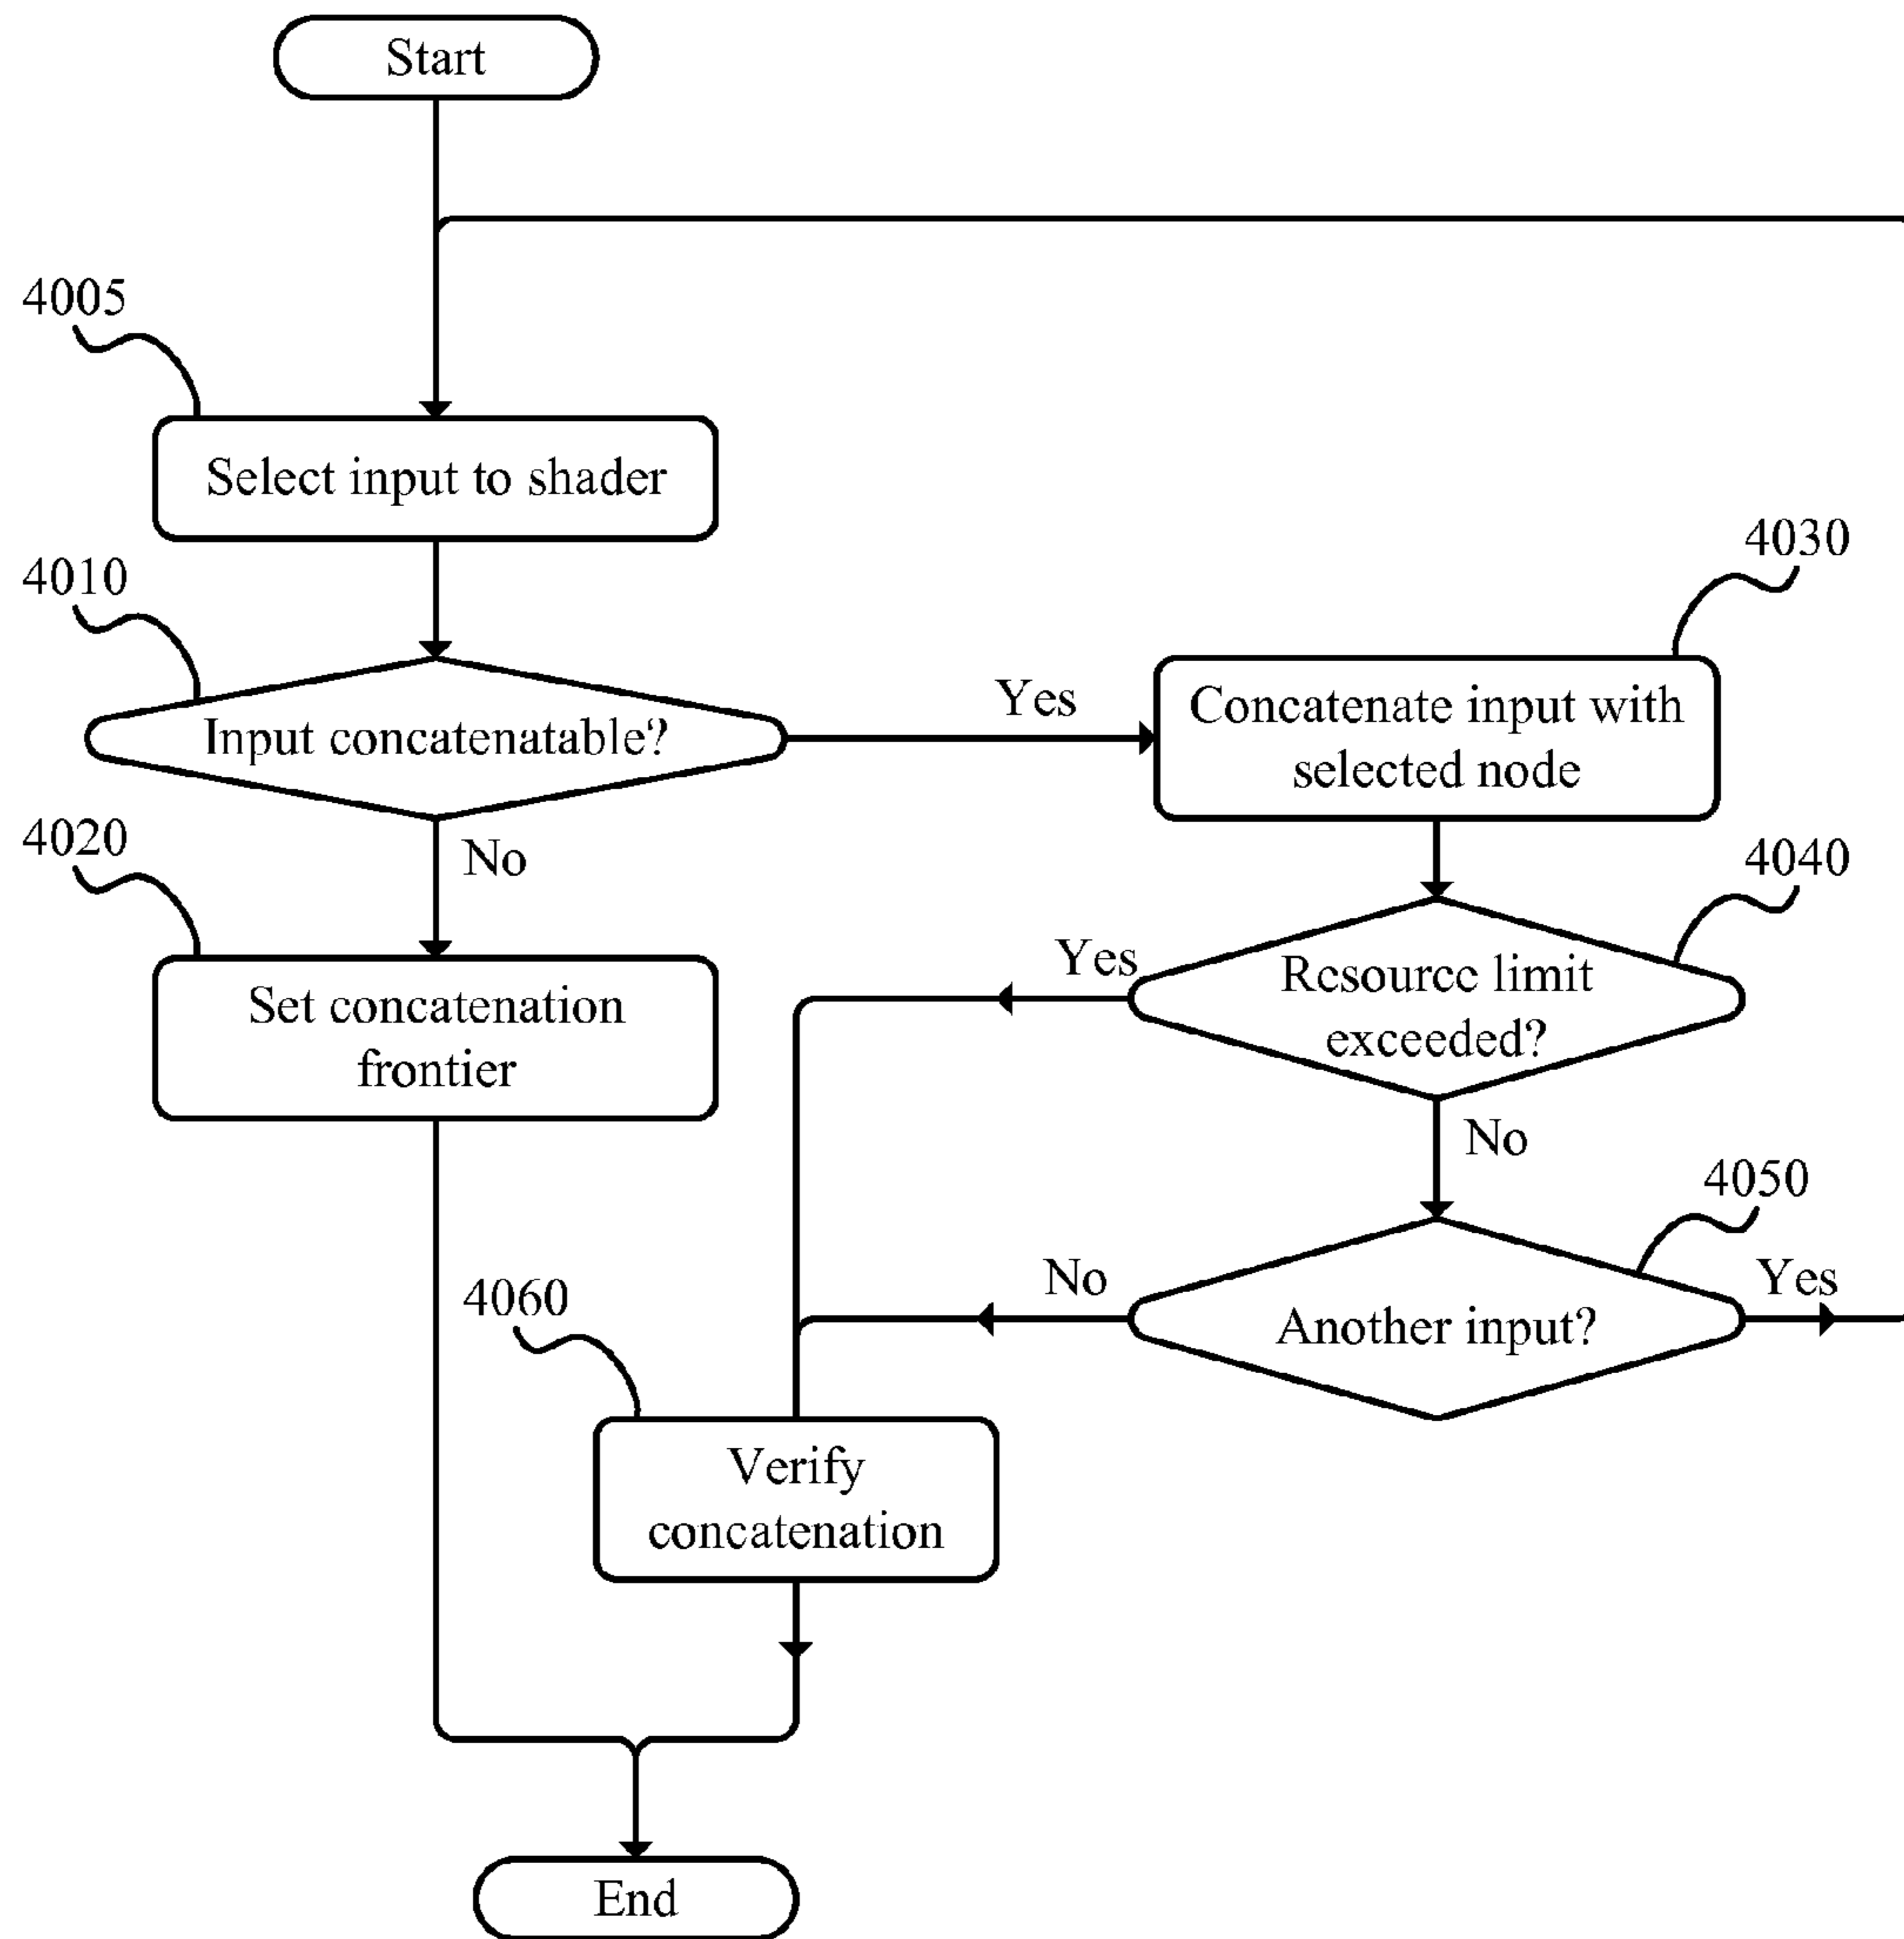 Start
4005
Select input to shader
4010
Input concatenatable?
Yes
4030
Concatenate input with
selected node
No
4020
Set concatenation
frontier
4040
Resource limit
exceeded?
Yes
No
4050
Another input?
No
Yes
4060
Verify
concatenation
End